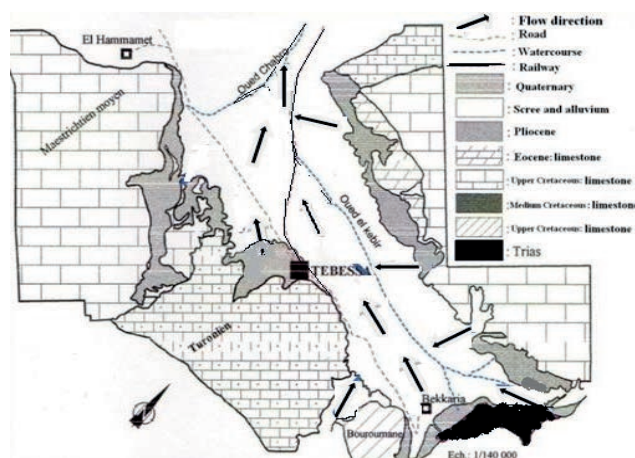 El Hammamet
Maestrichtien moyen
Oued Chabro
Oued el kebir
TEBESSA
Turonien
Bekkaria
Bouroumane
Ech : 1/140 000
: Flow direction
: Road
: Watercourse
: Railway
: Quaternary
: Scree and alluvium
: Pliocene
: Eocene: limestone
: Upper Cretaceous: limestone
: Medium Cretaceous: limestone
: Upper Cretaceous: limestone
: Trias